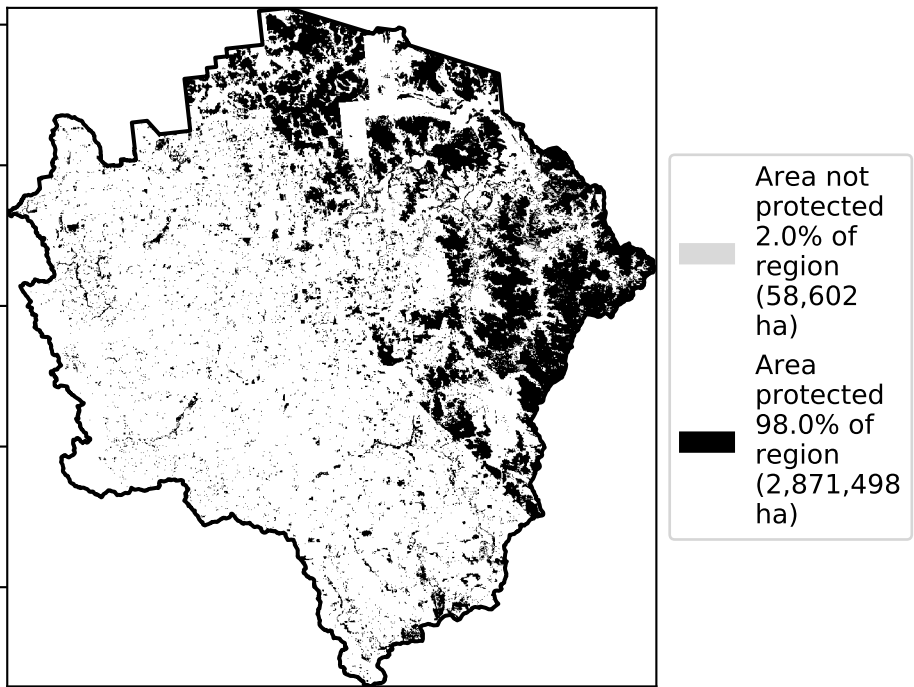 Area not
protected
2.0% of
region
(58,602
ha)
Area
protected
98.0% of
region
(2,871,498
ha)